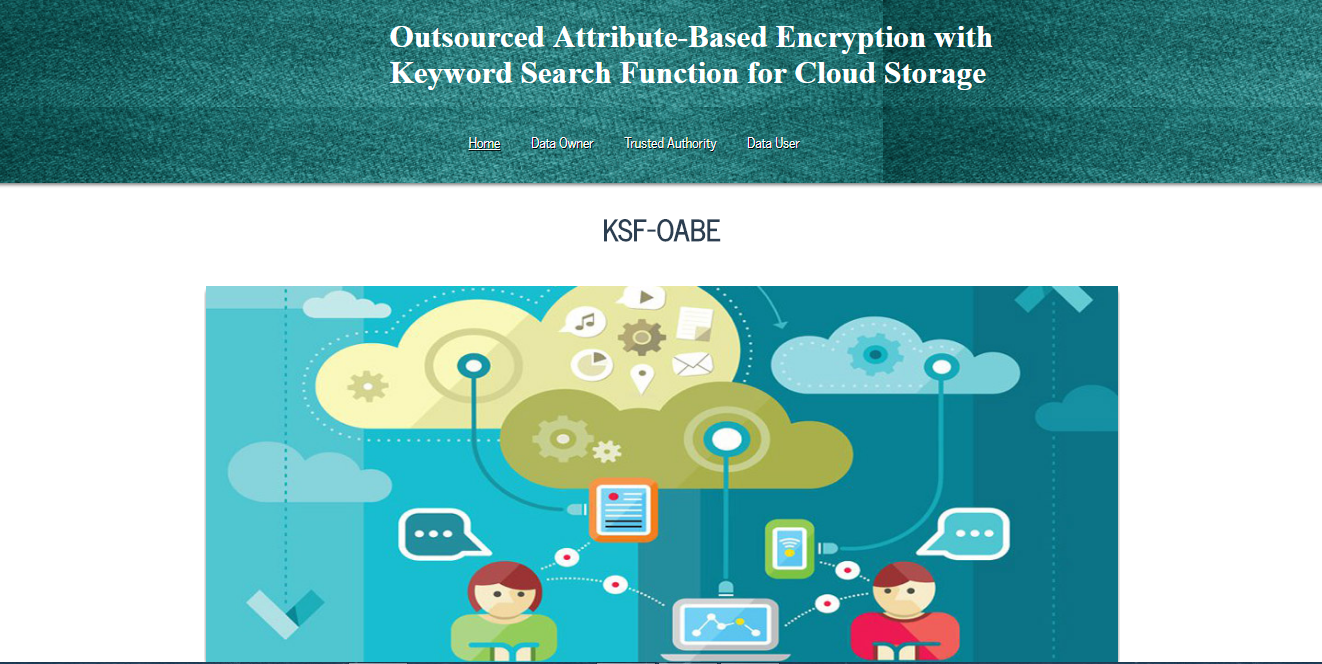 Outsourced Attribute-Based Encryption with
Keyword Search Function for Cloud Storage
Home Data Owner Trusted Authority Data User
KSF-OABE